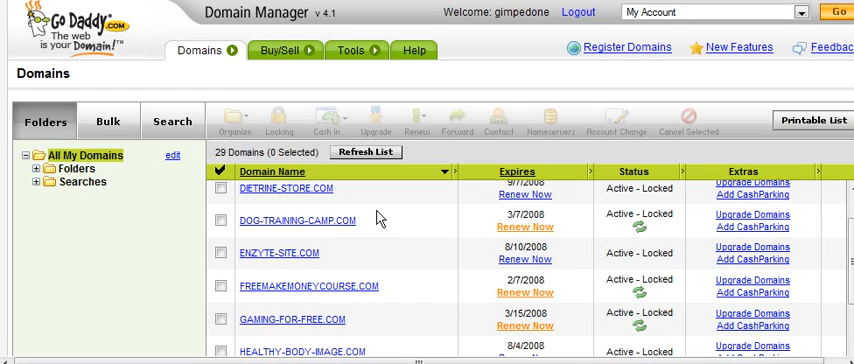 Go Daddy.COM
The web
is your Domain!™
Domain Manager v 4.1
Welcome: gimpedone Logout
My Account
Go
Domains
Buy/Sell
Tools
Help
Register Domains
New Features
Feedba
Domains
Folders
Bulk
Search
Organize
Locking
Cash in
Upgrade
Renew
Forward
Contact
Nameservers
Account Change
Cancel Selected
Printable List
All My Domains
edit
Folders
Searches
29 Domains (0 Selected)
Refresh List
Domain Name Expires Status Extras
DIETRINE-STORE.COM 9/7/2008 Active - Locked Upgrade Domains
Renew Now Add CashParking
DOG-TRAINING-CAMP.COM 3/7/2008 Active - Locked Upgrade Domains
Renew Now Add CashParking
ENZYTE-SITE.COM 8/10/2008 Active - Locked Upgrade Domains
Renew Now Add CashParking
FREEMAKEMONEYCOURSE.COM 2/7/2008 Active - Locked Upgrade Domains
Renew Now Add CashParking
GAMING-FOR-FREE.COM 3/15/2008 Active - Locked Upgrade Domains
Renew Now Add CashParking
HEALTHY-BODY-IMAGE.COM 8/4/2008 Active - Locked Upgrade Domains